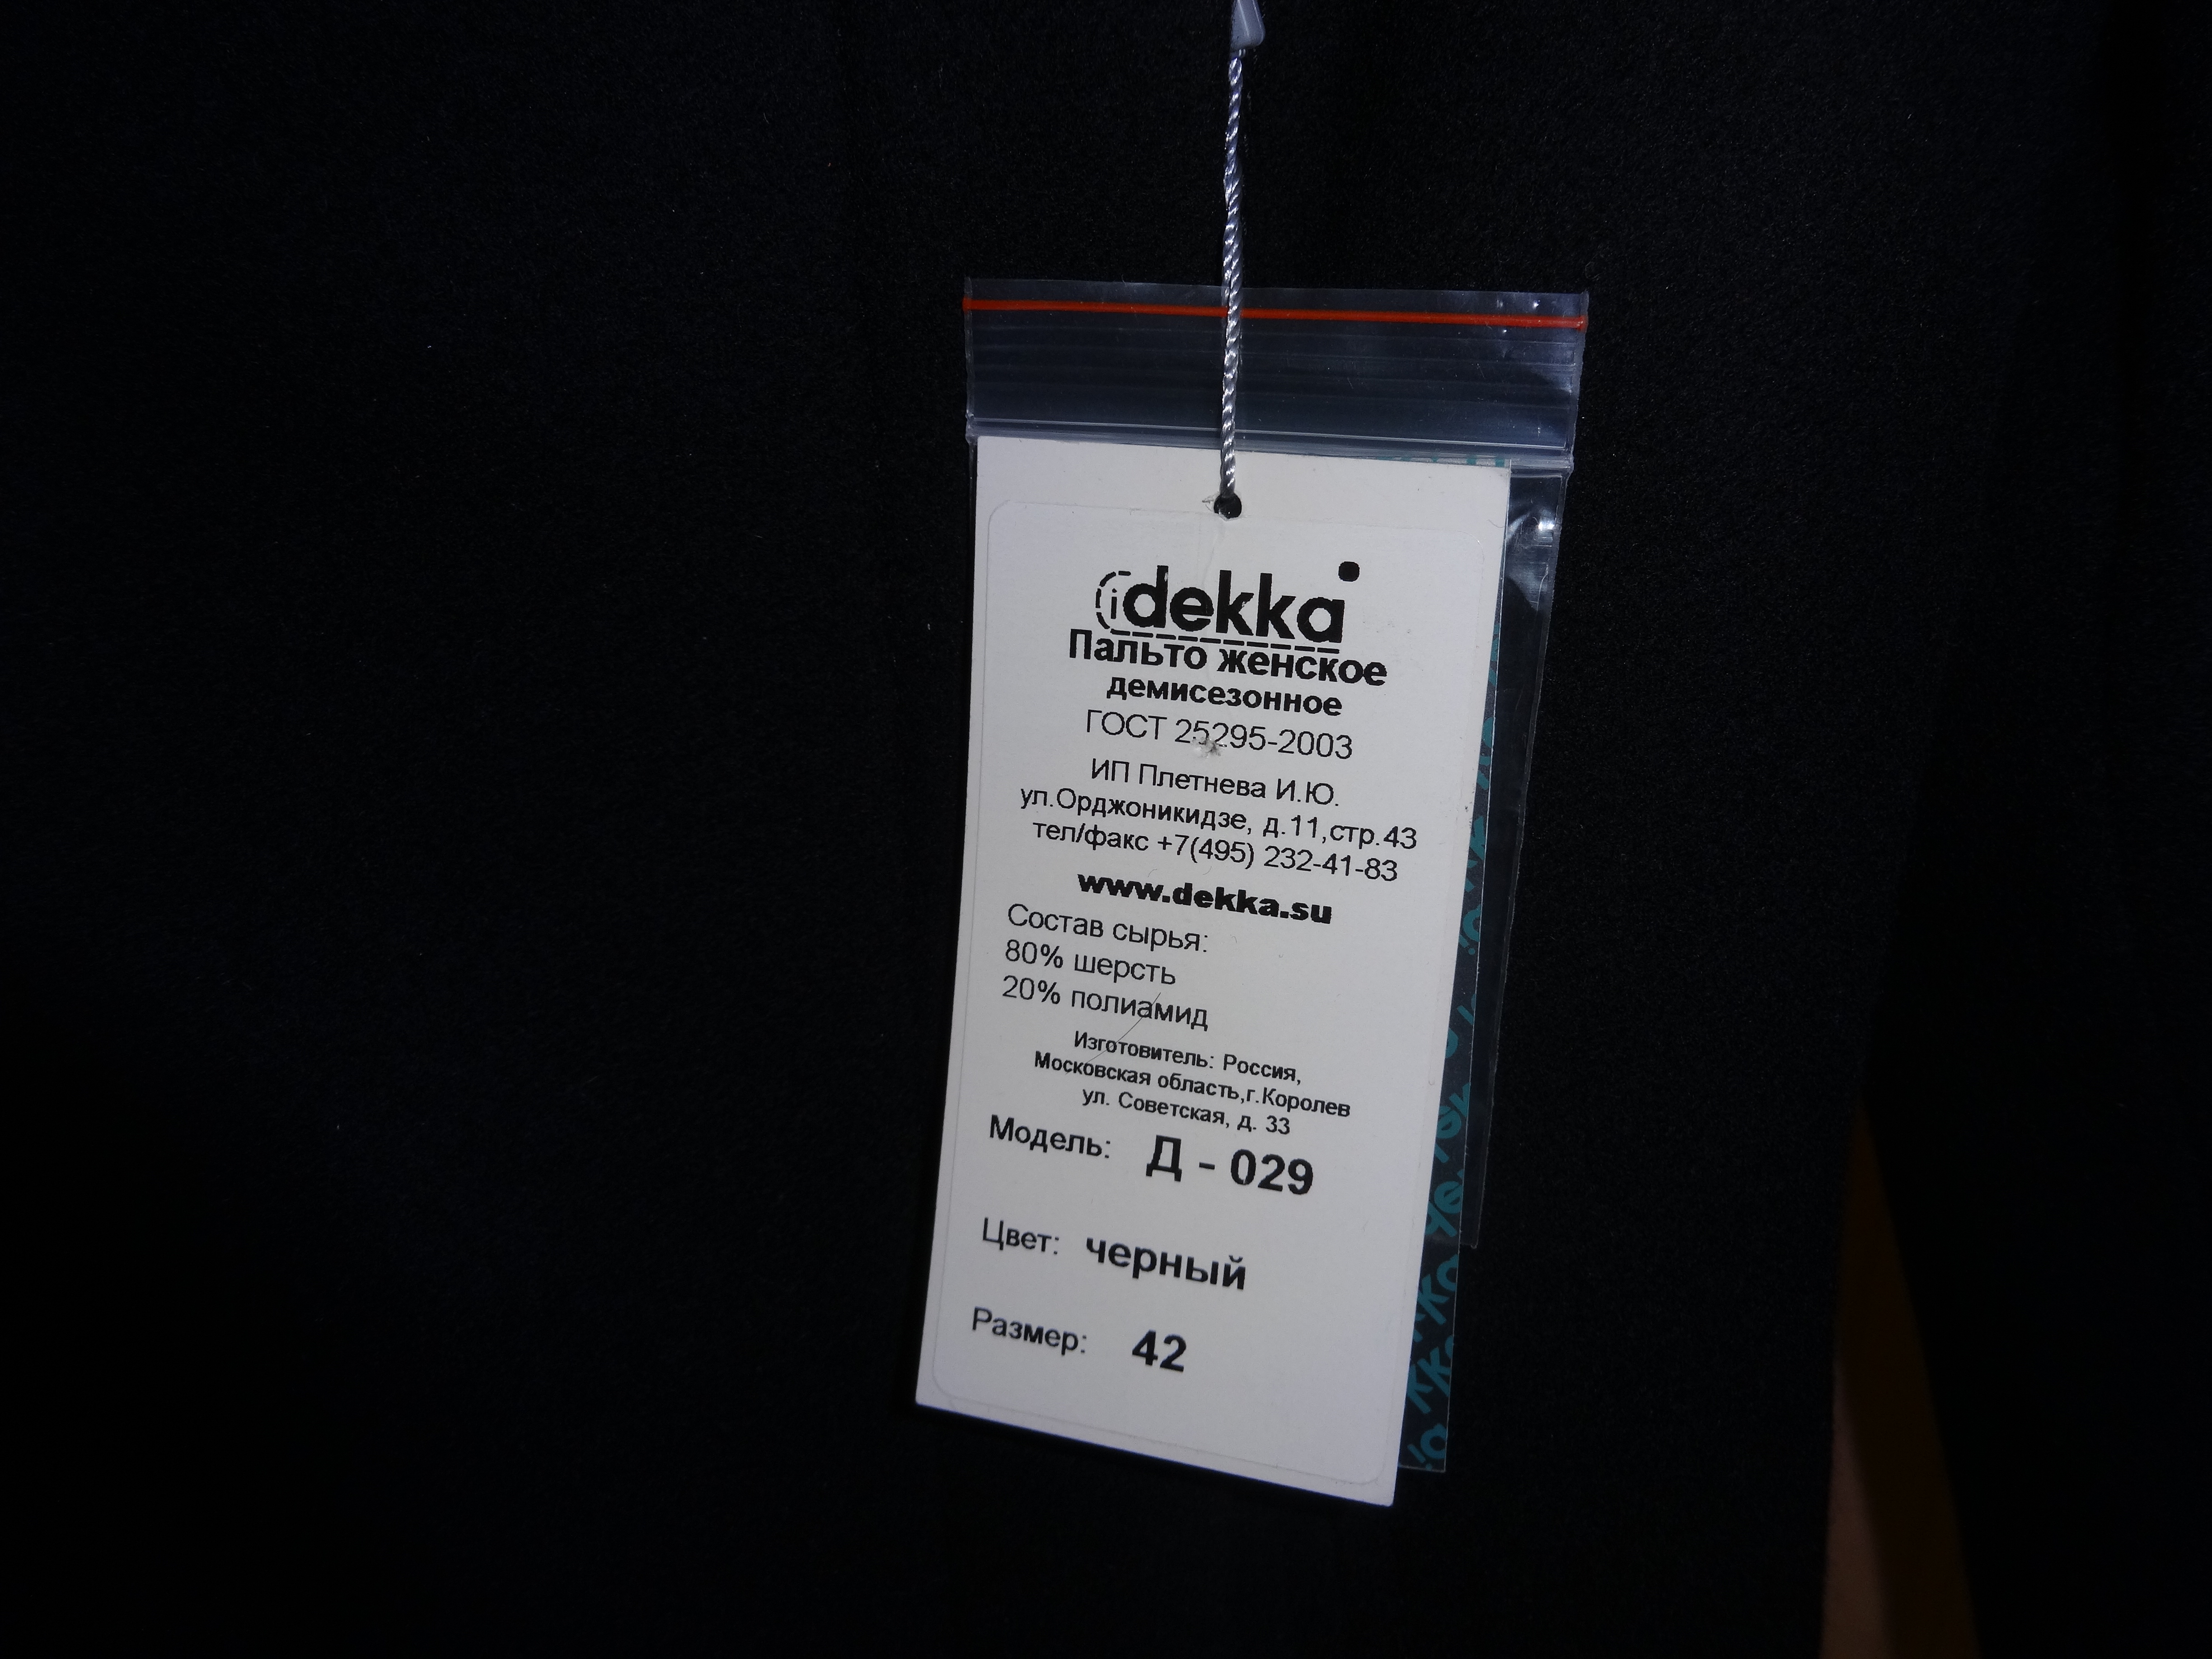 idekka
Пальто женское
демисезонное
ГОСТ 25295-2003
ИП Плетнева И.Ю.
ул.Орджоникидзе, д.11,стр.43
тел/факс +7(495) 232-41-83
www.dekka.su
Состав сырья:
80% шерсть
20% полиамид
Изготовитель: Россия,
Московская область,г.Королев
ул. Советская, д. 33
Модель: Д - 029
Цвет: черный
Размер: 42